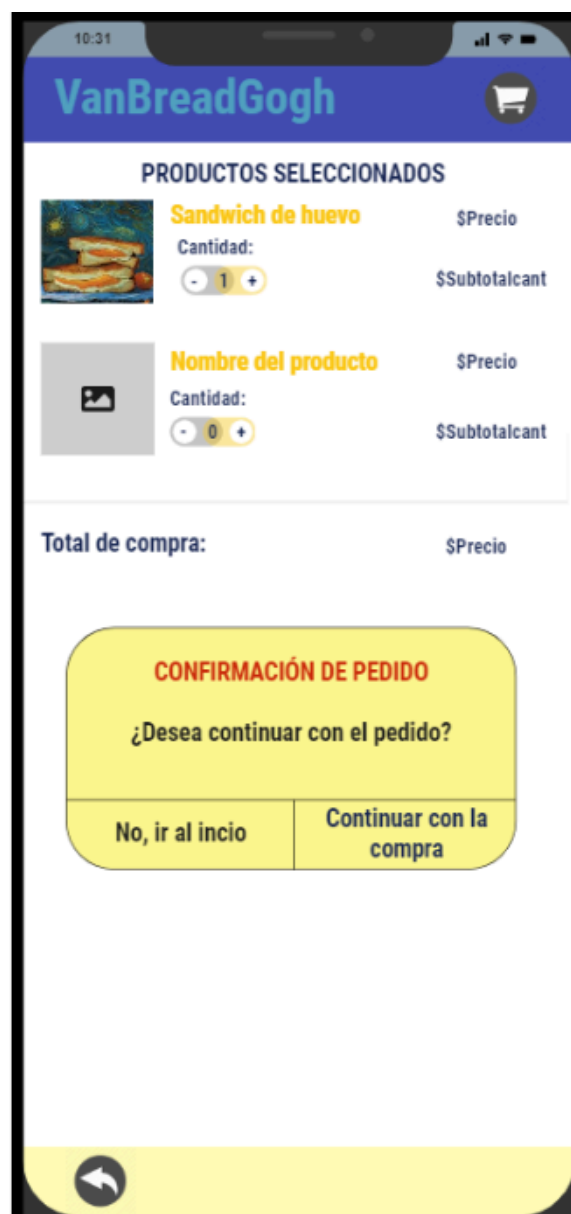 10:31
VanBreadGogh
PRODUCTOS SELECCIONADOS
Sandwich de huevo
$Precio
Cantidad:
- 1 +
$Subtotalcant
Nombre del producto
$Precio
Cantidad:
- 0 +
$Subtotalcant
Total de compra:
$Precio
CONFIRMACIÓN DE PEDIDO
¿Desea continuar con el pedido?
No, ir al incio
Continuar con la
compra